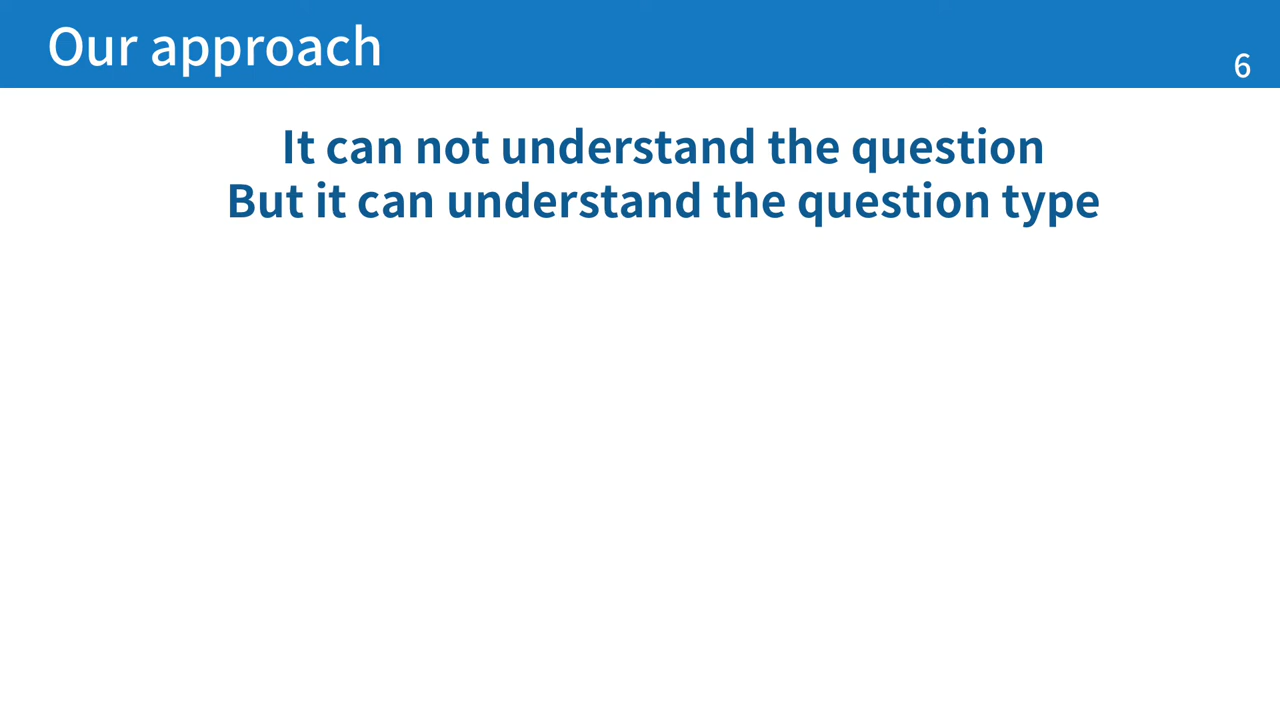 Our approach
6
It can not understand the question
But it can understand the question type